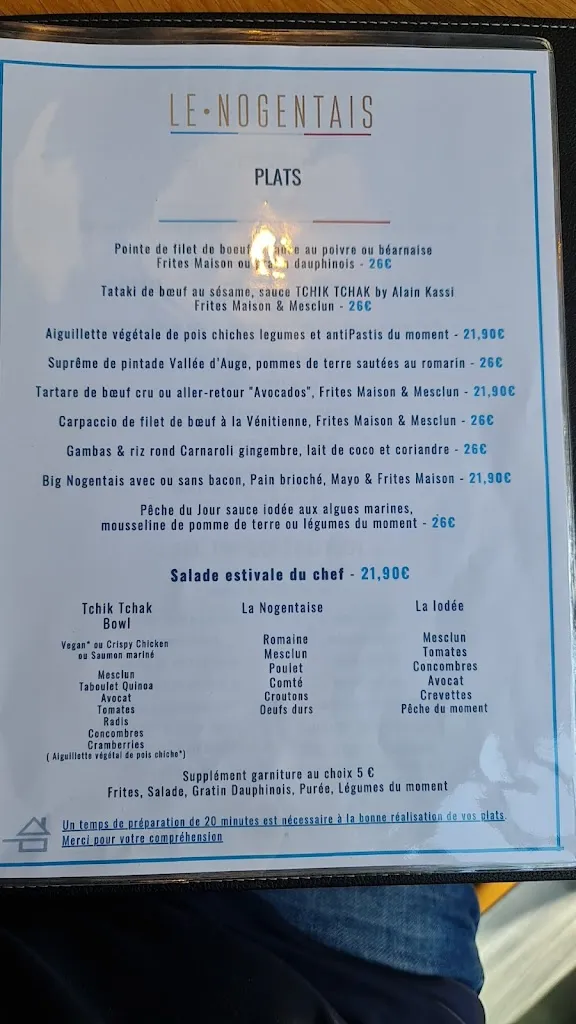 LE•NOGENTAIS
PLATS
Pointe de filet de boeuf au poivre ou béarnaise
Frites Maison ou dauphinois - 26€
Tataki de bœuf au sésame, sauce TCHIK TCHAK by Alain Kassi
Frites Maison & Mesclun - 26€
Aiguillette végétale de pois chiches legumes et antiPastis du moment - 21,90€
Suprême de pintade Vallée d'Auge, pommes de terre sautées au romarin - 26€
Tartare de bœuf cru ou aller-retour "Avocados", Frites Maison & Mesclun - 21,90€
Carpaccio de filet de bœuf à la Vénitienne, Frites Maison & Mesclun - 26€
Gambas & riz rond Carnaroli gingembre, lait de coco et coriandre - 26€
Big Nogentais avec ou sans bacon, Pain brioché, Mayo & Frites Maison - 21,90€
Pêche du Jour sauce iodée aux algues marines,
mousseline de pomme de terre ou légumes du moment - 26€
Salade estivale du chef - 21,90€
Tchik Tchak
Bowl
Vegan* ou Crispy Chicken
ou Saumon mariné
Mesclun
Taboulet Quinoa
Avocat
Tomates
Radis
Concombres
Cramberries
( Aiguillette végétal de pois chiche*)
La Nogentaise
Romaine
Mesclun
Poulet
Comté
Croutons
Oeufs durs
La Iodée
Mesclun
Tomates
Concombres
Avocat
Crevettes
Pêche du moment
Supplément garniture au choix 5 €
Frites, Salade, Gratin Dauphinois, Purée, Légumes du moment
Un temps de préparation de 20 minutes est nécessaire à la bonne réalisation de vos plats
Merci pour votre compréhension